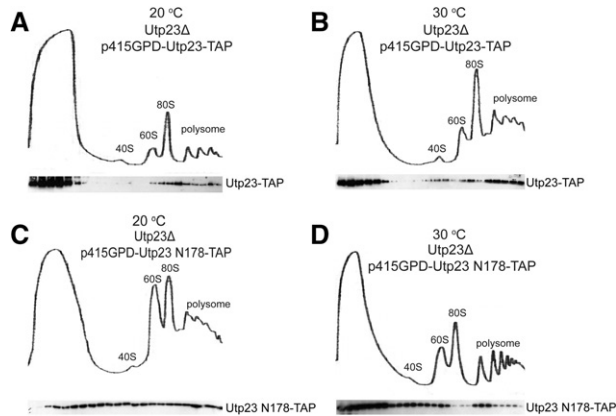 A
20 °C
Utp23Δ
p415GPD-Utp23-TAP
40S
60S
80S
polysome
Utp23-TAP
B
30 °C
Utp23Δ
p415GPD-Utp23-TAP
40S
60S
80S
polysome
Utp23-TAP
C
20 °C
Utp23Δ
p415GPD-Utp23 N178-TAP
40S
60S
80S
polysome
Utp23 N178-TAP
D
30 °C
Utp23Δ
p415GPD-Utp23 N178-TAP
40S
60S
80S
polysome
Utp23 N178-TAP